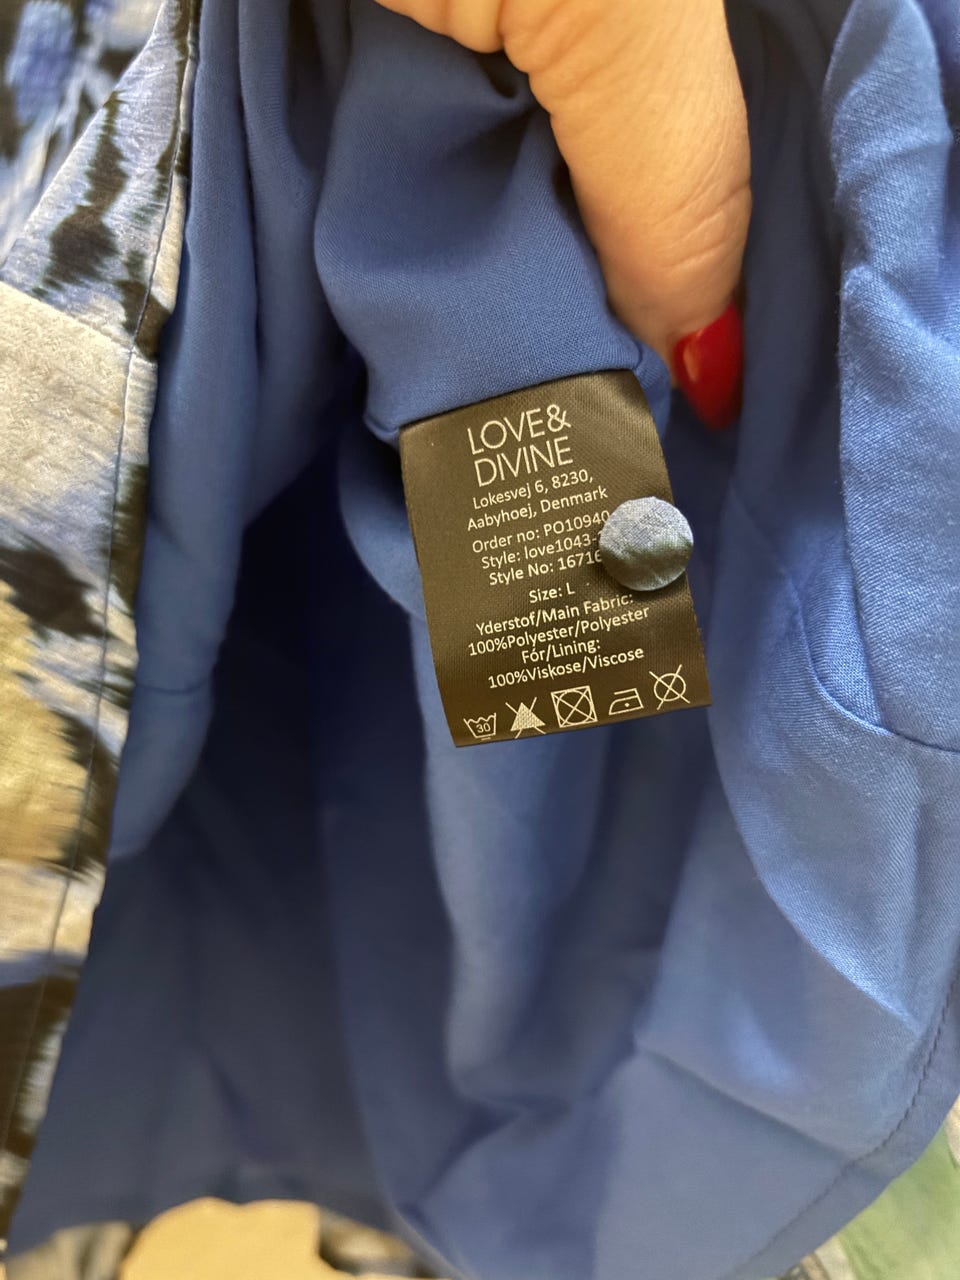 LOVE&
DIVINE
Lokesvej 6, 8230,
Aabyhoej, Denmark
Order no: PO10940
Style: love1043-
Style No: 16716
Size: L
Yderstof/Main Fabric:
100%Polyester/Polyester
Fór/Lining:
100%Viskose/Viscose
30